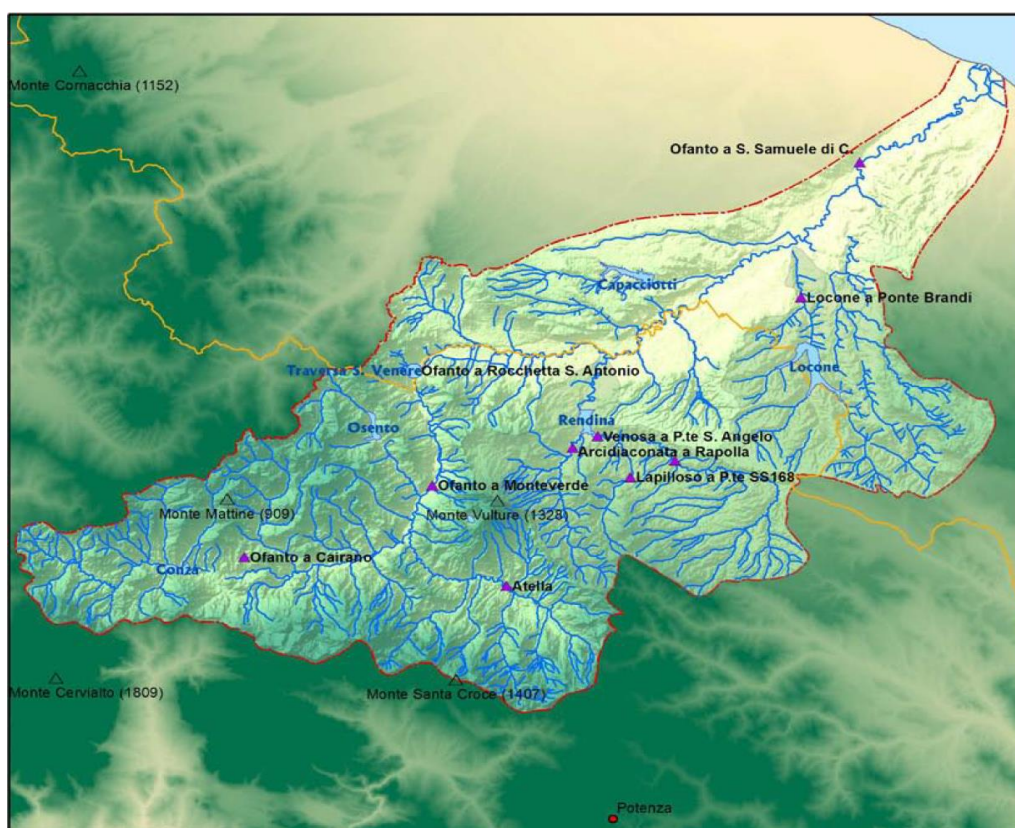 Monte Cornacchia (1152)
Ofanto a S. Samuele di C.
Capacciotti
Locone a Ponte Brandi
Traversa S. Venere
Ofanto a Rocchetta S. Antonio
Locone
Osento
Rendina
Venosa a P.te S. Angelo
Arcidiaconata a Rapolla
Lapilloso a P.te SS168
Ofanto a Monteverde
Monte Mattine (909)
Monte Vulture (1328)
Ofanto a Cairano
Conza
Atella
Monte Cervialto (1809)
Monte Santa Croce (1407)
Potenza